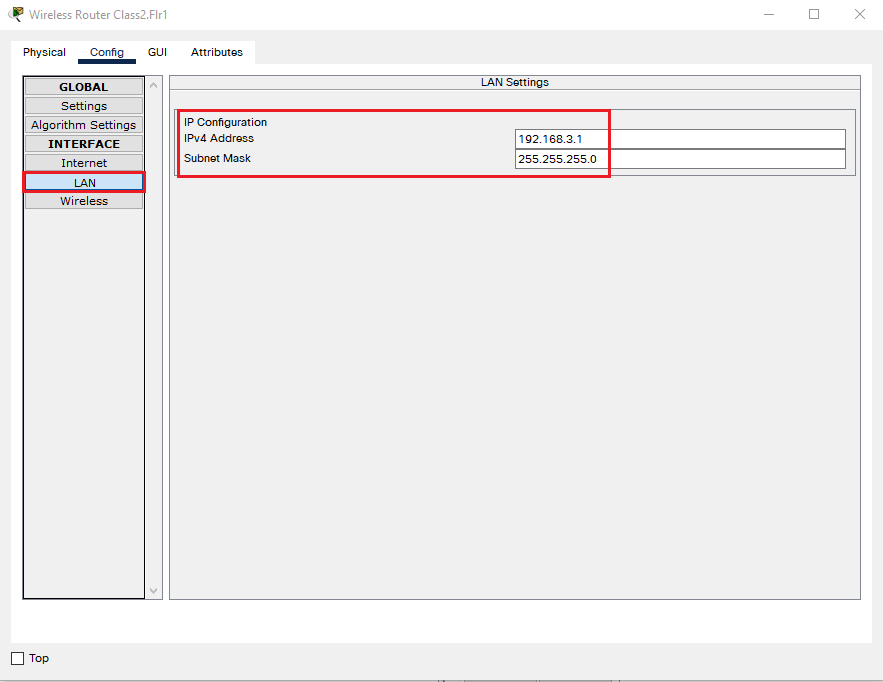 Wireless Router Class2.Flr1
Physical Config GUI Attributes
GLOBAL
Settings
Algorithm Settings
INTERFACE
Internet
LAN
Wireless
LAN Settings
IP Configuration
IPv4 Address 192.168.3.1
Subnet Mask 255.255.255.0
Top